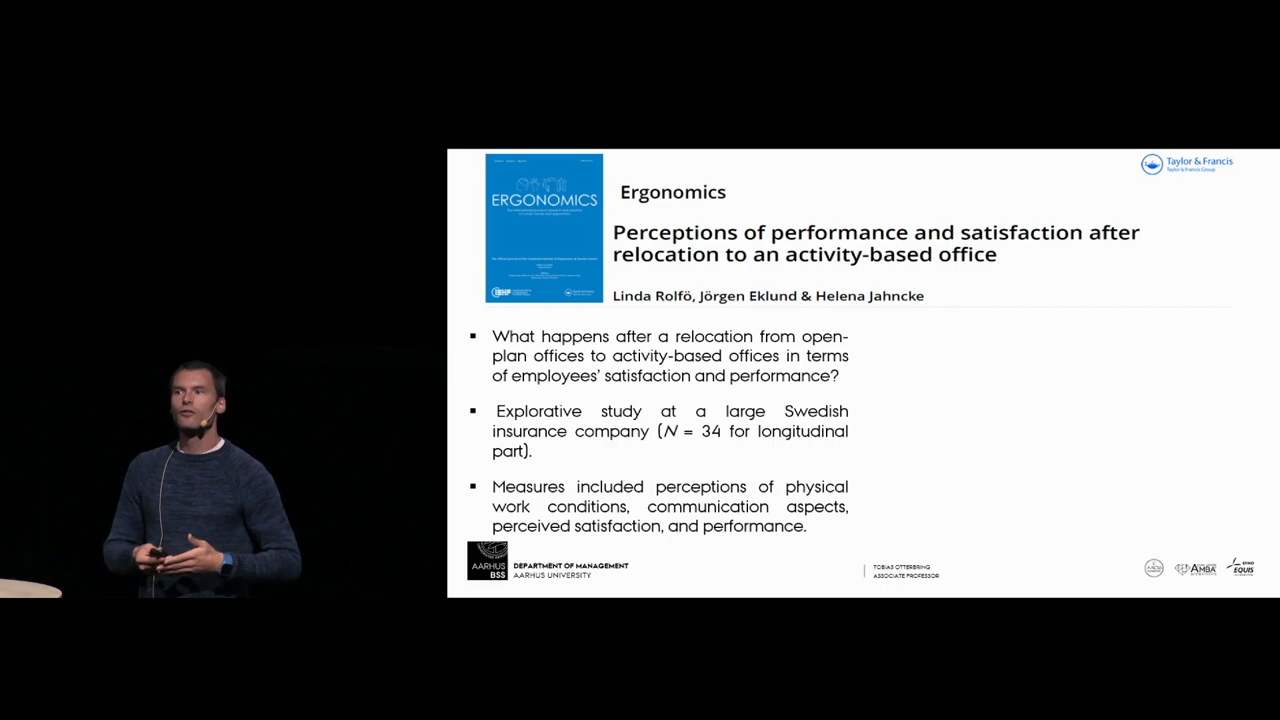 Taylor & Francis
Taylor & Francis Group
ERGONOMICS
Ergonomics
Perceptions of performance and satisfaction after
relocation to an activity-based office
Linda Rolfö, Jörgen Eklund & Helena Jahncke
▪ What happens after a relocation from open-
plan offices to activity-based offices in terms
of employees' satisfaction and performance?
▪ Explorative study at a large Swedish
insurance company (N = 34 for longitudinal
part).
▪ Measures included perceptions of physical
work conditions, communication aspects,
perceived satisfaction, and performance.
AARHUS
BSS
DEPARTMENT OF MANAGEMENT
AARHUS UNIVERSITY
TOBIAS OTTERBRING
ASSOCIATE PROFESSOR
AMBA
EFMD
EQUIS